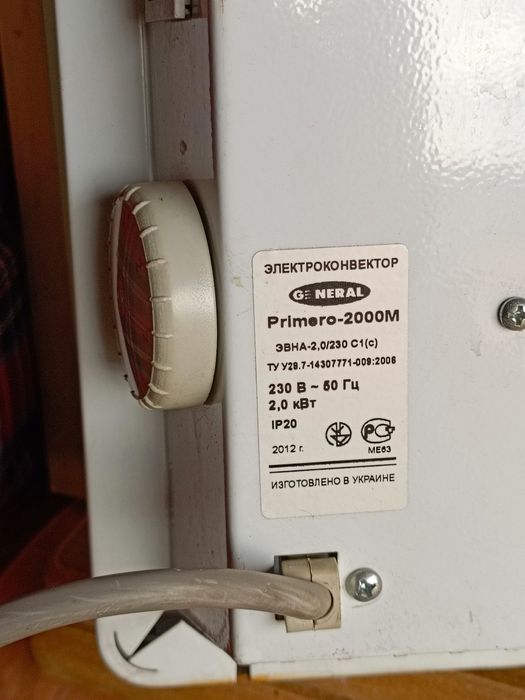 ЭЛЕКТРОКОНВЕКТОР
GENERAL
Primero-2000M
ЭВНА-2,0/230 С1(с)
ТУ У29.7-14307771-009:2006
230 В ~ 50 Гц
2,0 кВт
IP20
2012 г.
МЕ63
ИЗГОТОВЛЕНО В УКРАИНЕ